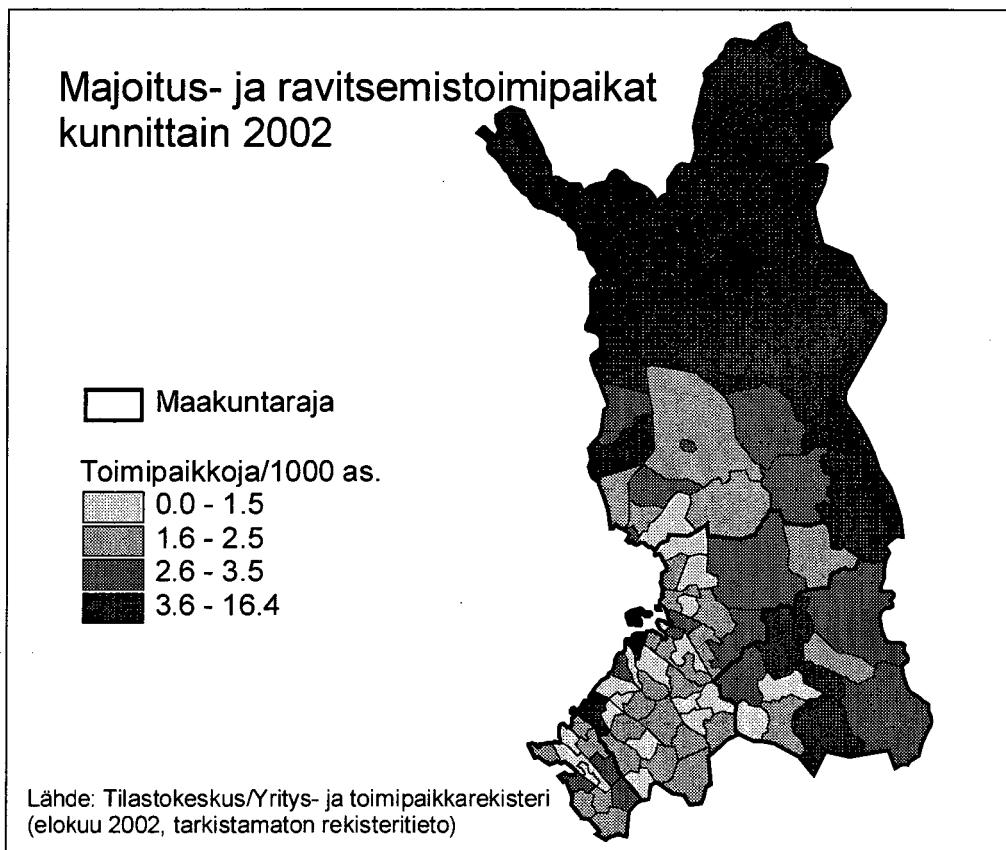 Majoitus- ja ravitsemistoimipaikat
kunnittain 2002
Maakuntaraja
Toimipaikkoja/1000 as.
0.0 - 1.5
1.6 - 2.5
2.6 - 3.5
3.6 - 16.4
Lähde: Tilastokeskus/Yritys- ja toimipaikkarekisteri
(elokuu 2002, tarkistamaton rekisteritieto)